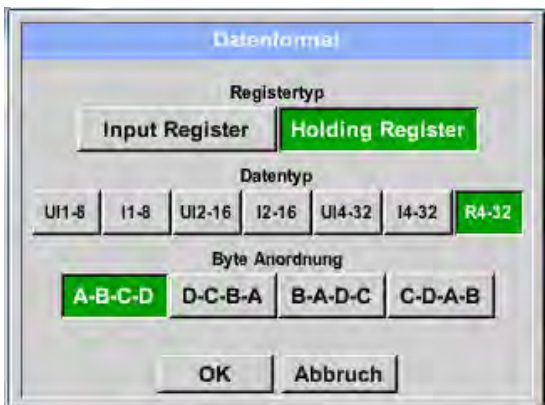 Datenformat
Registertyp
Input Register Holding Register
Datentyp
UI1-8 I1-8 UI2-16 I2-16 UI4-32 I4-32 R4-32
Byte Anordnung
A-B-C-D D-C-B-A B-A-D-C C-D-A-B
OK Abbruch